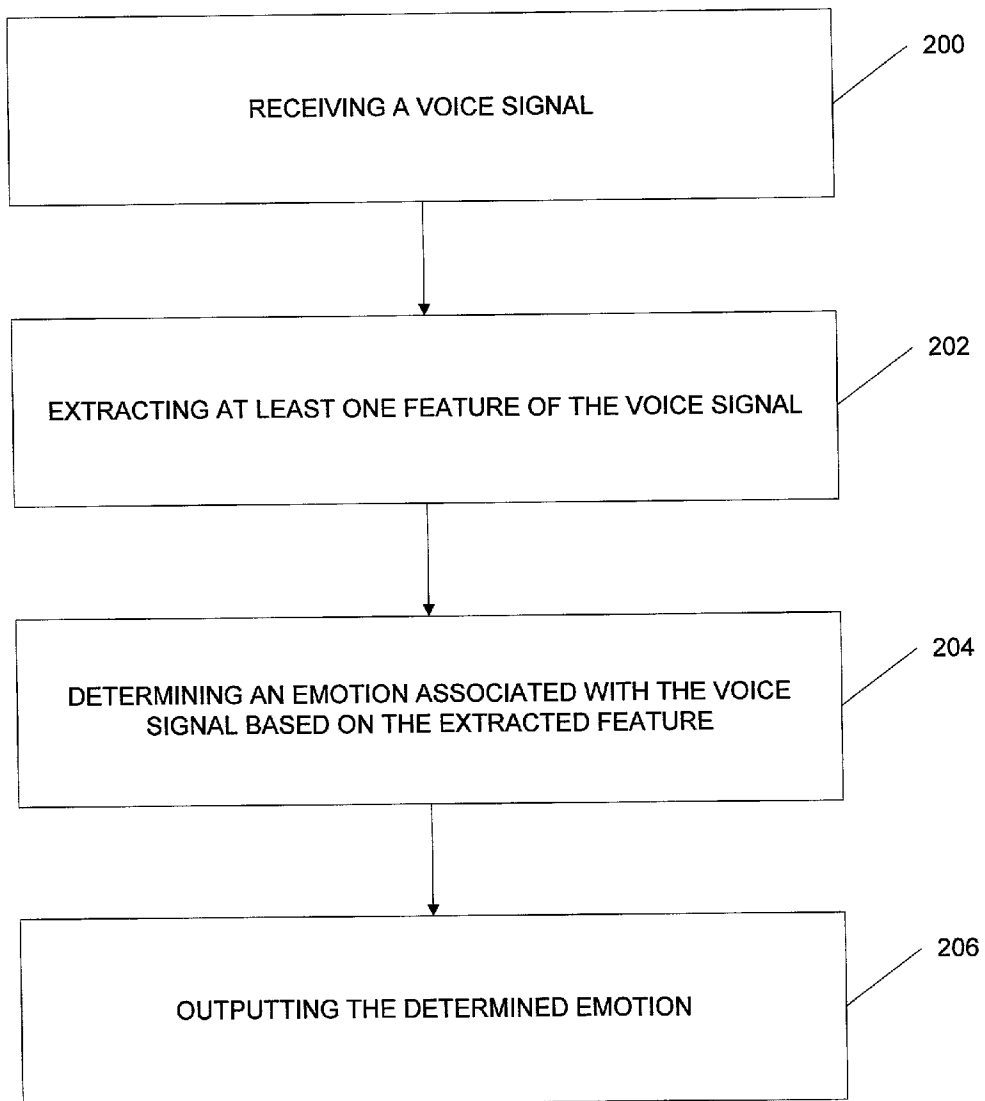 200
RECEIVING A VOICE SIGNAL
202
EXTRACTING AT LEAST ONE FEATURE OF THE VOICE SIGNAL
204
DETERMINING AN EMOTION ASSOCIATED WITH THE VOICE
SIGNAL BASED ON THE EXTRACTED FEATURE
206
OUTPUTTING THE DETERMINED EMOTION